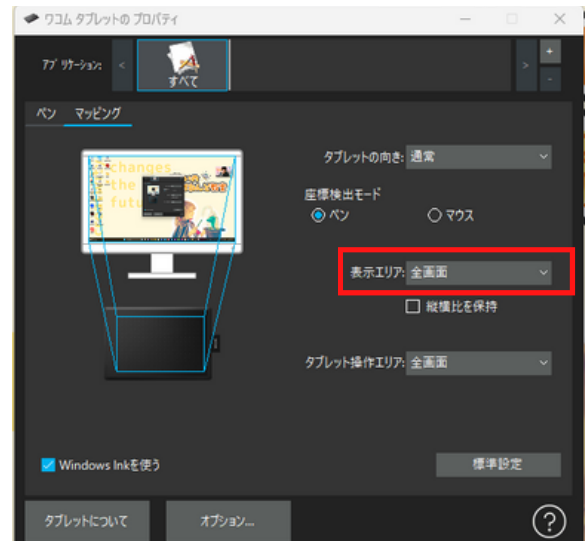 ワコム タブレットの プロパティ
アプリケーション:
すべて
ペン マッピング
changes
the
futu
タブレットの向き: 通常
座標検出モード
ペン マウス
表示エリア: 全画面
縦横比を保持
タブレット操作エリア: 全画面
Windows Inkを使う
標準設定
タブレットについて オプション...